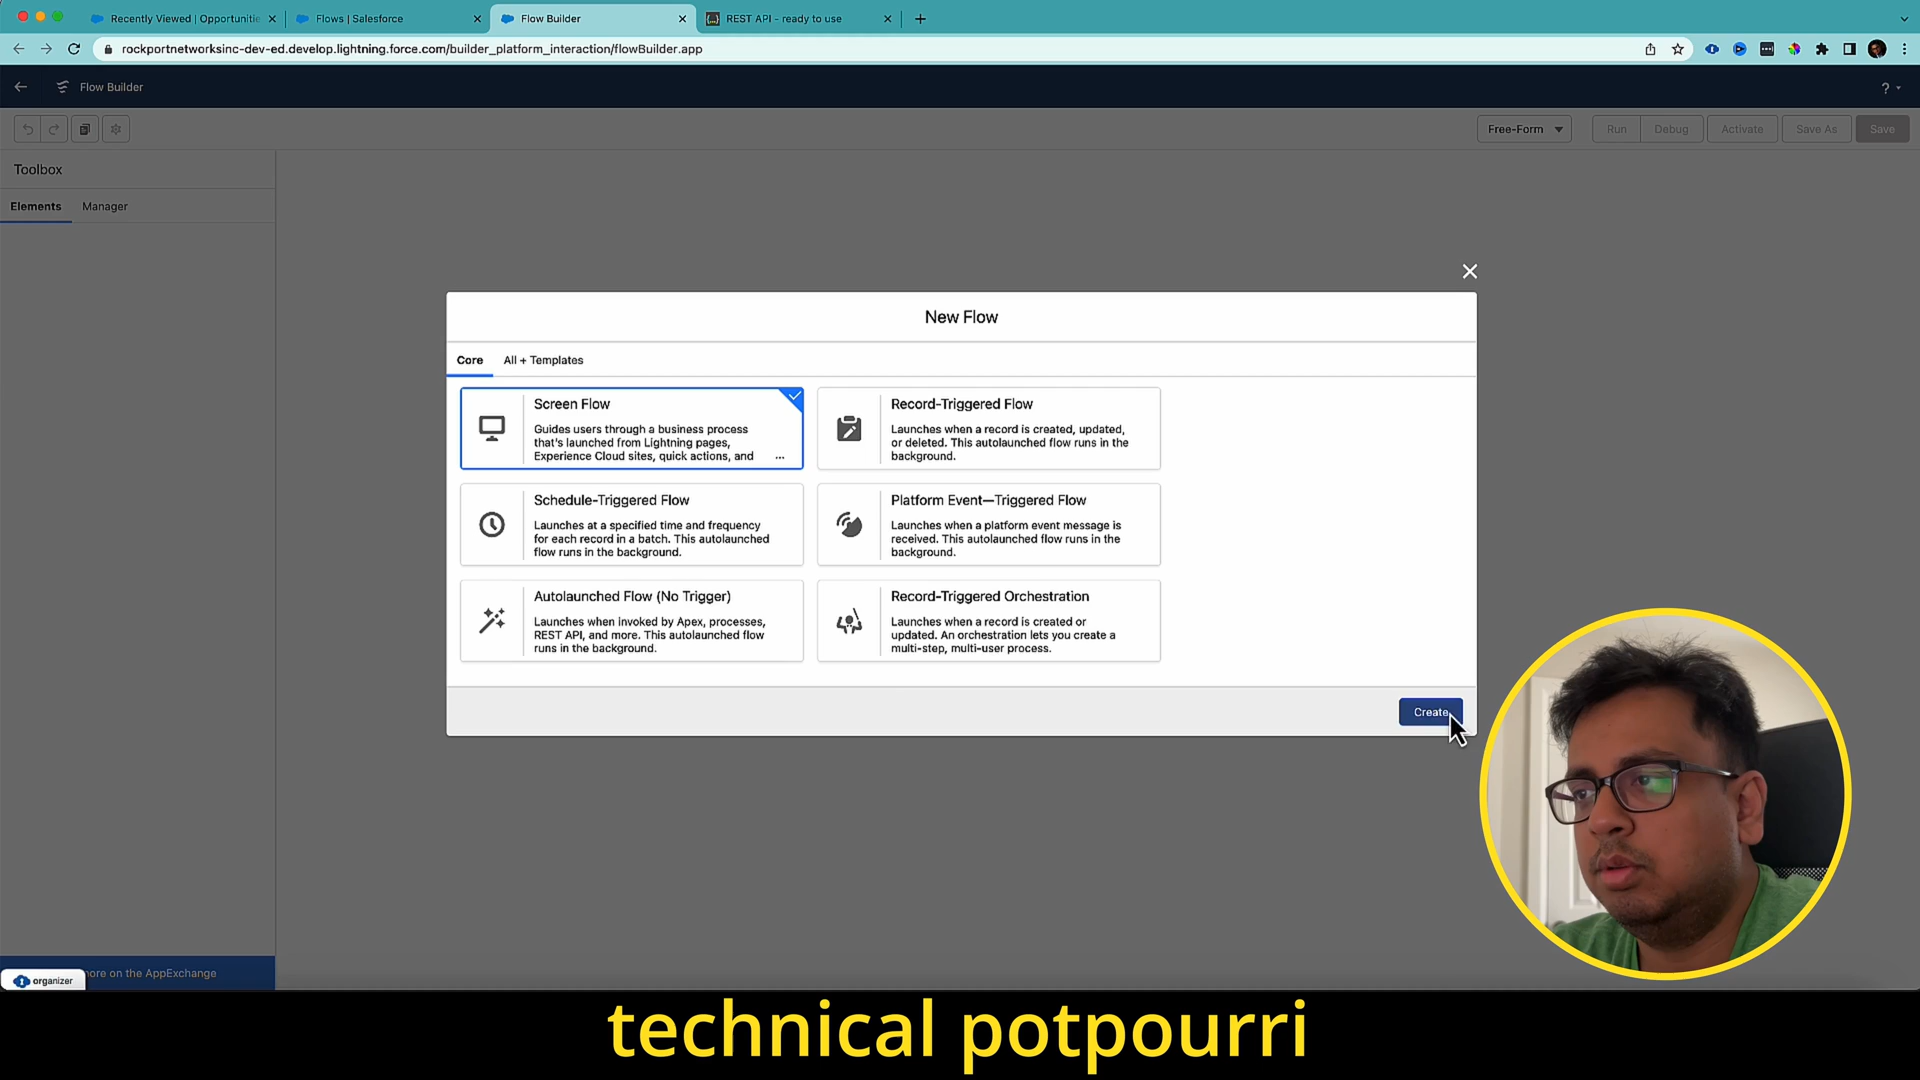 Recently Viewed | Opportunitie
Flows | Salesforce
Flow Builder
REST API - ready to use
rockportnetworksinc-dev-ed.develop.lightning.force.com/builder_platform_interaction/flowBuilder.app
Flow Builder
?
Free-Form
Run
Debug
Activate
Save As
Save
Toolbox
Elements
Manager
New Flow
Core
All + Templates
Screen Flow
Guides users through a business process
that's launched from Lightning pages,
Experience Cloud sites, quick actions, and
...
Record-Triggered Flow
Launches when a record is created, updated,
or deleted. This autolaunched flow runs in the
background.
Schedule-Triggered Flow
Launches at a specified time and frequency
for each record in a batch. This autolaunched
flow runs in the background.
Platform Event—Triggered Flow
Launches when a platform event message is
received. This autolaunched flow runs in the
background.
Autolaunched Flow (No Trigger)
Launches when invoked by Apex, processes,
REST API, and more. This autolaunched flow
runs in the background.
Record-Triggered Orchestration
Launches when a record is created or
updated. An orchestration lets you create a
multi-step, multi-user process.
Create
organizer
more on the AppExchange
technical potpourri